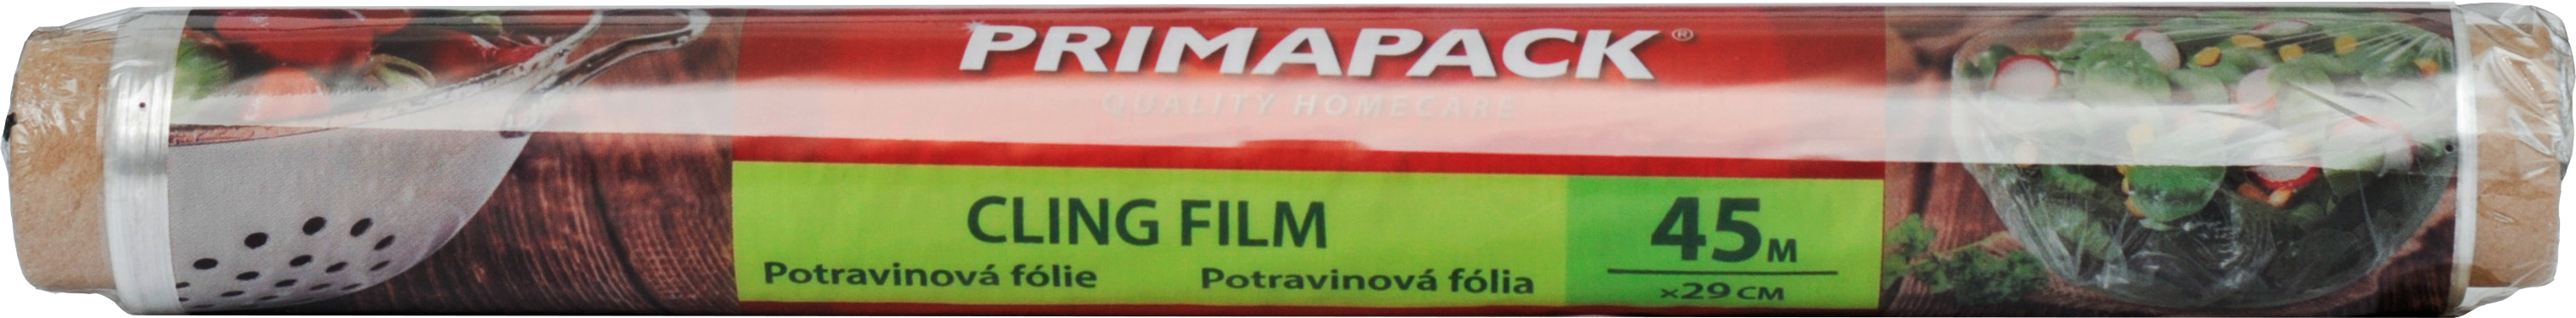 PRIMAPACK®
QUALITY HOMECARE
CLING FILM
Potravinová fólie Potravinová fólia
45M
×29 CM